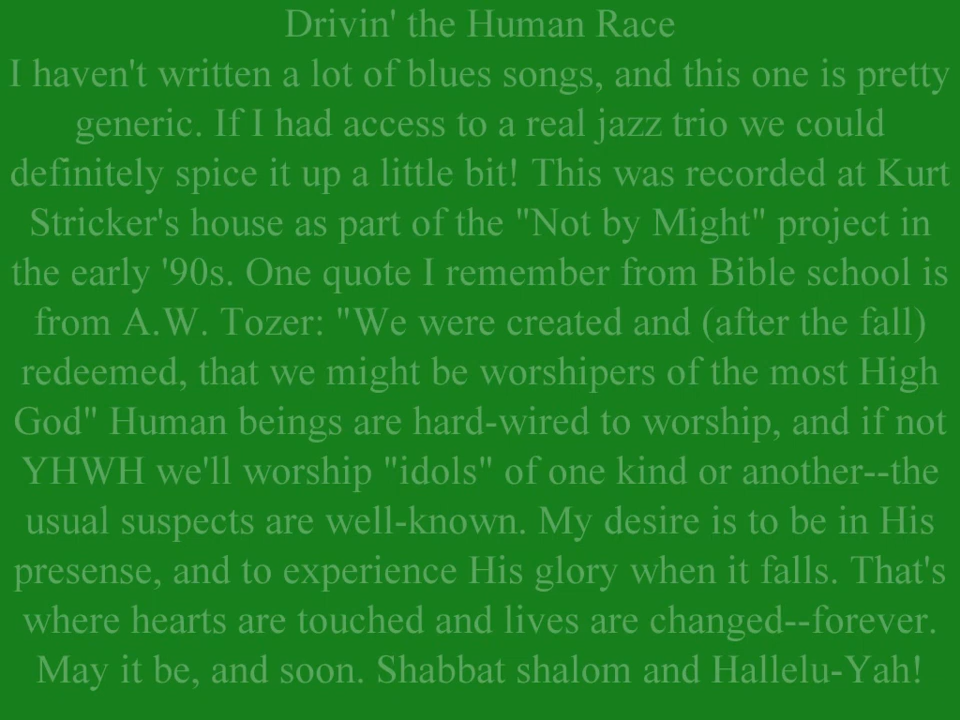 Drivin' the Human Race
I haven't written a lot of blues songs, and this one is pretty
generic. If I had access to a real jazz trio we could
definitely spice it up a little bit! This was recorded at Kurt
Stricker's house as part of the "Not by Might" project in
the early '90s. One quote I remember from Bible school is
from A.W. Tozer: "We were created and (after the fall)
redeemed, that we might be worshipers of the most High
God" Human beings are hard-wired to worship, and if not
YHWH we'll worship "idols" of one kind or another--the
usual suspects are well-known. My desire is to be in His
presense, and to experience His glory when it falls. That's
where hearts are touched and lives are changed--forever.
May it be, and soon. Shabbat shalom and Hallelu-Yah!